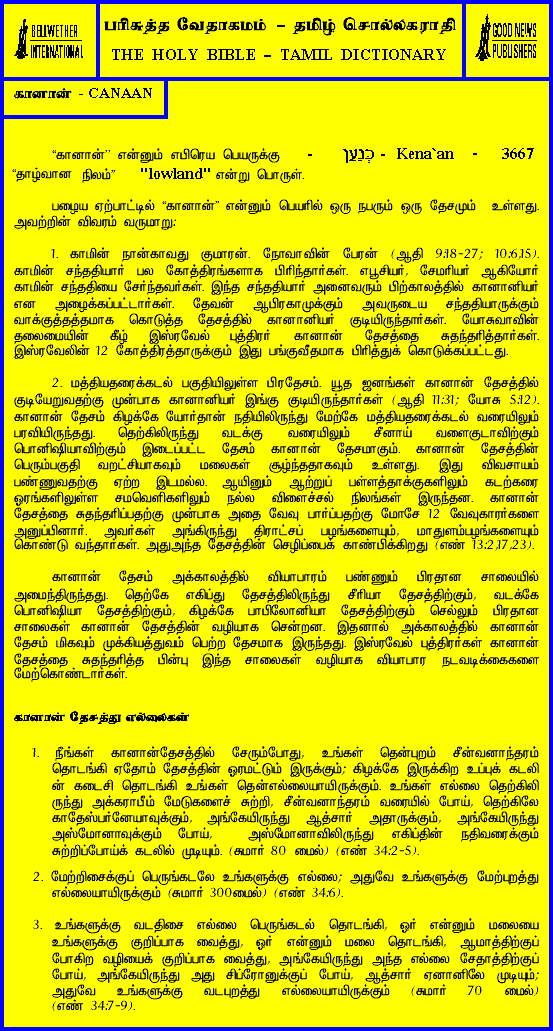 BELLWETHER
INTERNATIONAL
பரிசுத்த வேதாகமம் – தமிழ் சொல்லகராதி
THE HOLY BIBLE – TAMIL DICTIONARY
GOOD NEWS
PUBLISHERS
கானான் - CANAAN
“கானான்” என்னும் எபிரெய பெயருக்கு - כְּנַעַן - Kena`an - 3667
“தாழ்வான நிலம்” "lowland" என்று பொருள்.
பழைய ஏற்பாட்டில் “கானான்” என்னும் பெயரில் ஒரு நபரும் ஒரு தேசமும் உள்ளது.
அவற்றின் விவரம் வருமாறு:
1. காமின் நான்காவது குமாரன். நோவாவின் பேரன் (ஆதி 9:18-27; 10:6,15).
காமின் சந்ததியார் பல கோத்திரங்களாக பிரிந்தார்கள். எபூசியர், சேமரியர் ஆகியோர்
காமின் சந்ததியை சேர்ந்தவர்கள். இந்த சந்ததியார் அனைவரும் பிற்காலத்தில் கானானியர்
என அழைக்கப்பட்டார்கள். தேவன் ஆபிரகாமுக்கும் அவருடைய சந்ததியாருக்கும்
வாக்குத்தத்தமாக கொடுத்த தேசத்தில் கானானியர் குடியிருந்தார்கள். யோசுவாவின்
தலைமையின் கீழ் இஸ்ரவேல் புத்திரர் கானான் தேசத்தை சுதந்தரித்தார்கள்.
இஸ்ரவேலின் 12 கோத்திரத்தாருக்கும் இது பங்குவீதமாக பிரித்துக் கொடுக்கப்பட்டது.
2. மத்தியதரைக்கடல் பகுதியிலுள்ள பிரதேசம். யூத ஜனங்கள் கானான் தேசத்தில்
குடியேறுவதற்கு முன்பாக கானானியர் இங்கு குடியிருந்தார்கள் (ஆதி 11:31; யோசு 5:12).
கானான் தேசம் கிழக்கே யோர்தான் நதியிலிருந்து மேற்கே மத்தியதரைக்கடல் வரையிலும்
பரவியிருந்தது. தெற்கிலிருந்து வடக்கு வரையிலும் சீனாய் வளைகுடாவிற்கும்
பொனிஷியாவிற்கும் இடைப்பட்ட தேசம் கானான் தேசமாகும். கானான் தேசத்தின்
பெரும்பகுதி வறட்சியாகவும் மலைகள் சூழ்ந்ததாகவும் உள்ளது. இது விவசாயம்
பண்ணுவதற்கு ஏற்ற இடமல்ல. ஆயினும் ஆற்றுப் பள்ளத்தாக்குகளிலும் கடற்கரை
ஓரங்களிலுள்ள சமவெளிகளிலும் நல்ல விளைச்சல் நிலங்கள் இருந்தன. கானான்
தேசத்தை சுதந்தரிப்பதற்கு முன்பாக அதை வேவு பார்ப்பதற்கு மோசே 12 வேவுகாரர்களை
அனுப்பினார். அவர்கள் அங்கிருந்து திராட்சப் பழங்களையும், மாதுளம்பழங்களையும்
கொண்டு வந்தார்கள். அதுஅந்த தேசத்தின் செழிப்பைக் காண்பிக்கிறது (எண் 13:2,17,23).
கானான் தேசம் அக்காலத்தில் வியாபாரம் பண்ணும் பிரதான சாலையில்
அமைந்திருந்தது. தெற்கே எகிப்து தேசத்திலிருந்து சீரியா தேசத்திற்கும், வடக்கே
பொனிஷியா தேசத்திற்கும், கிழக்கே பாபிலோனியா தேசத்திற்கும் செல்லும் பிரதான
சாலைகள் கானான் தேசத்தின் வழியாக சென்றன. இதனால் அக்காலத்தில் கானான்
தேசம் மிகவும் முக்கியத்துவம் பெற்ற தேசமாக இருந்தது. இஸ்ரவேல் புத்திரர்கள் கானான்
தேசத்தை சுதந்தரித்த பின்பு இந்த சாலைகள் வழியாக வியாபார நடவடிக்கைகளை
மேற்கொண்டார்கள்.
கானான் தேசத்து எல்லைகள்
1. நீங்கள் கானான்தேசத்தில் சேரும்போது, உங்கள் தென்புறம் சீன்வனாந்தரம்
தொடங்கி ஏதோம் தேசத்தின் ஓரமட்டும் இருக்கும்; கிழக்கே இருக்கிற உப்புக் கடலி
ன் கடைசி தொடங்கி உங்கள் தென்எல்லையாயிருக்கும். உங்கள் எல்லை தெற்கிலி
ருந்து அக்கராபீம் மேடுகளைச் சுற்றி, சீன்வனாந்தரம் வரையில் போய், தெற்கிலே
காதேஸ்பர்னேயாவுக்கும், அங்கேயிருந்து ஆத்சார் அதாருக்கும், அங்கேயிருந்து
அஸ்மோனாவுக்கும் போய், அஸ்மோனாவிலிருந்து எகிப்தின் நதிவரைக்கும்
சுற்றிப்போய்க் கடலில் முடியும். (சுமார் 80 மைல்) (எண் 34:2-5).
2. மேற்றிசைக்குப் பெருங்கடலே உங்களுக்கு எல்லை; அதுவே உங்களுக்கு மேற்புறத்து
எல்லையாயிருக்கும் (சுமார் 300மைல்) (எண் 34:6).
3. உங்களுக்கு வடதிசை எல்லை பெருங்கடல் தொடங்கி, ஓர் என்னும் மலையை
உங்களுக்கு குறிப்பாக வைத்து, ஓர் என்னும் மலை தொடங்கி, ஆமாத்திற்குப்
போகிற வழியைக் குறிப்பாக வைத்து, அங்கேயிருந்து அந்த எல்லை சேதாத்திற்குப்
போய், அங்கேயிருந்து அது சிப்ரோனுக்குப் போய், ஆத்சார் ஏனானிலே முடியும்;
அதுவே உங்களுக்கு வடபுறத்து எல்லையாயிருக்கும் (சுமார் 70 மைல்)
(எண் 34:7-9).